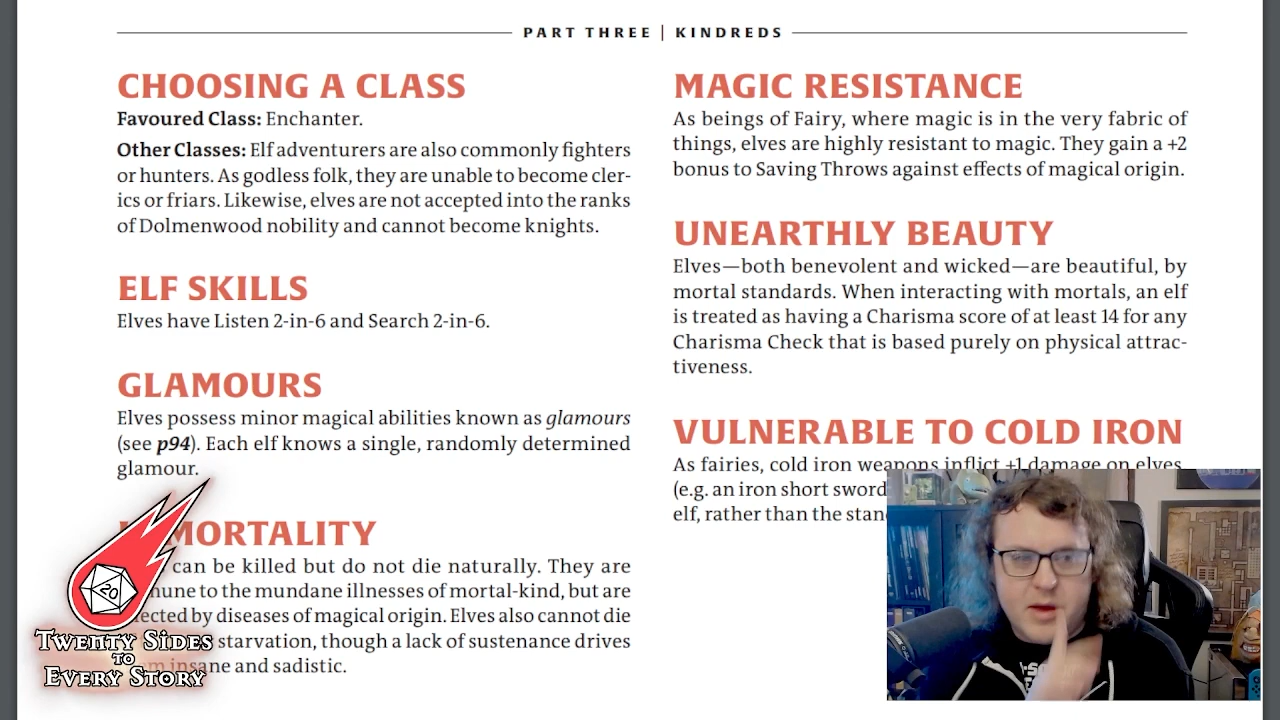 PART THREE | KINDREDS
CHOOSING A CLASS
Favoured Class: Enchanter.
Other Classes: Elf adventurers are also commonly fighters
or hunters. As godless folk, they are unable to become cler-
ics or friars. Likewise, elves are not accepted into the ranks
of Dolmenwood nobility and cannot become knights.
ELF SKILLS
Elves have Listen 2-in-6 and Search 2-in-6.
GLAMOURS
Elves possess minor magical abilities known as glamours
(see p94). Each elf knows a single, randomly determined
glamour.
MORTALITY
can be killed but do not die naturally. They are
to the mundane illnesses of mortal-kind, but are
by diseases of magical origin. Elves also cannot die
starvation, though a lack of sustenance drives
insane and sadistic.
MAGIC RESISTANCE
As beings of Fairy, where magic is in the very fabric of
things, elves are highly resistant to magic. They gain a +2
bonus to Saving Throws against effects of magical origin.
UNEARTHLY BEAUTY
Elves—both benevolent and wicked—are beautiful, by
mortal standards. When interacting with mortals, an elf
is treated as having a Charisma score of at least 14 for any
Charisma Check that is based purely on physical attrac-
tiveness.
VULNERABLE TO COLD IRON
As fairies, cold iron weapons inflict +1 damage on elves
(e.g. an iron short sword
elf, rather than the
20
TWENTY SIDES
TO
EVERY STORY